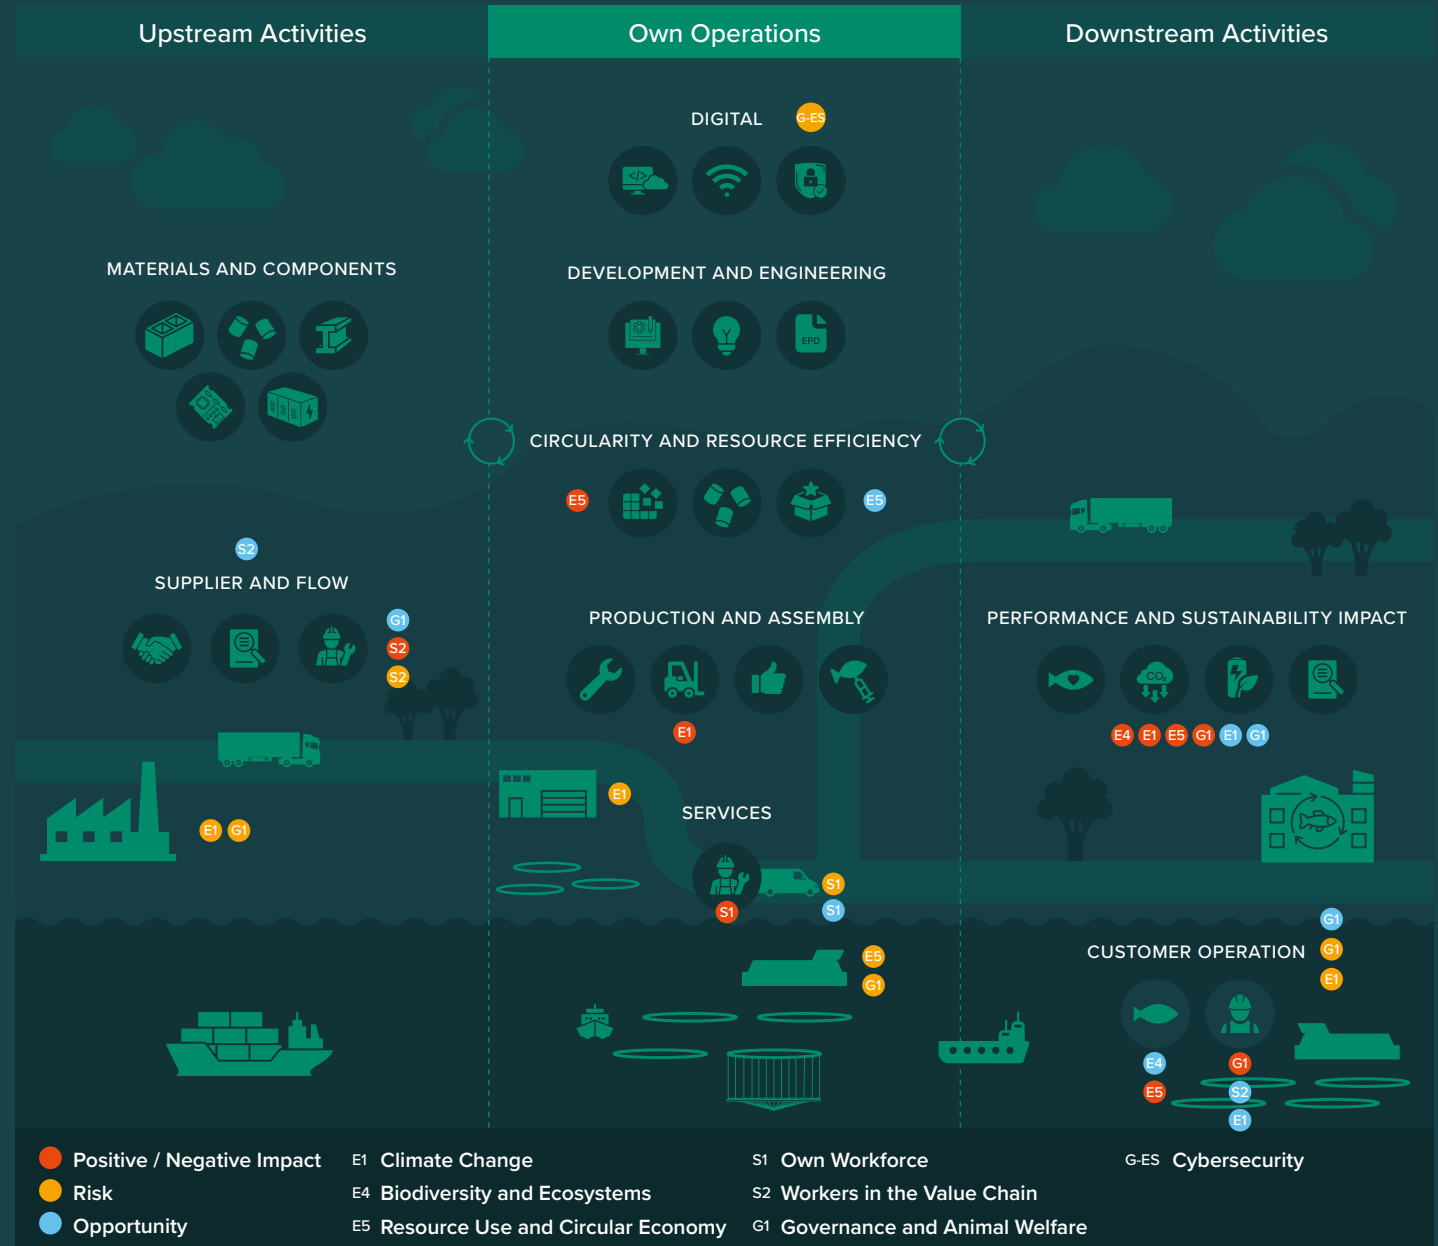 Upstream Activities
Own Operations
Downstream Activities
DIGITAL
G-ES
</>
MATERIALS AND COMPONENTS
DEVELOPMENT AND ENGINEERING
EPD
CIRCULARITY AND RESOURCE EFFICIENCY
E5
E5
S2
SUPPLIER AND FLOW
G1
S2
S2
PRODUCTION AND ASSEMBLY
E1
PERFORMANCE AND SUSTAINABILITY IMPACT
CO₂
E4 E1 E5 G1 E1 G1
E1 G1
E1
SERVICES
S1
S1
S1
E5
G1
CUSTOMER OPERATION
G1
G1
E1
E4
E5
G1
S2
E1
Positive / Negative Impact
Risk
Opportunity
E1 Climate Change
E4 Biodiversity and Ecosystems
E5 Resource Use and Circular Economy
S1 Own Workforce
S2 Workers in the Value Chain
G1 Governance and Animal Welfare
G-ES Cybersecurity